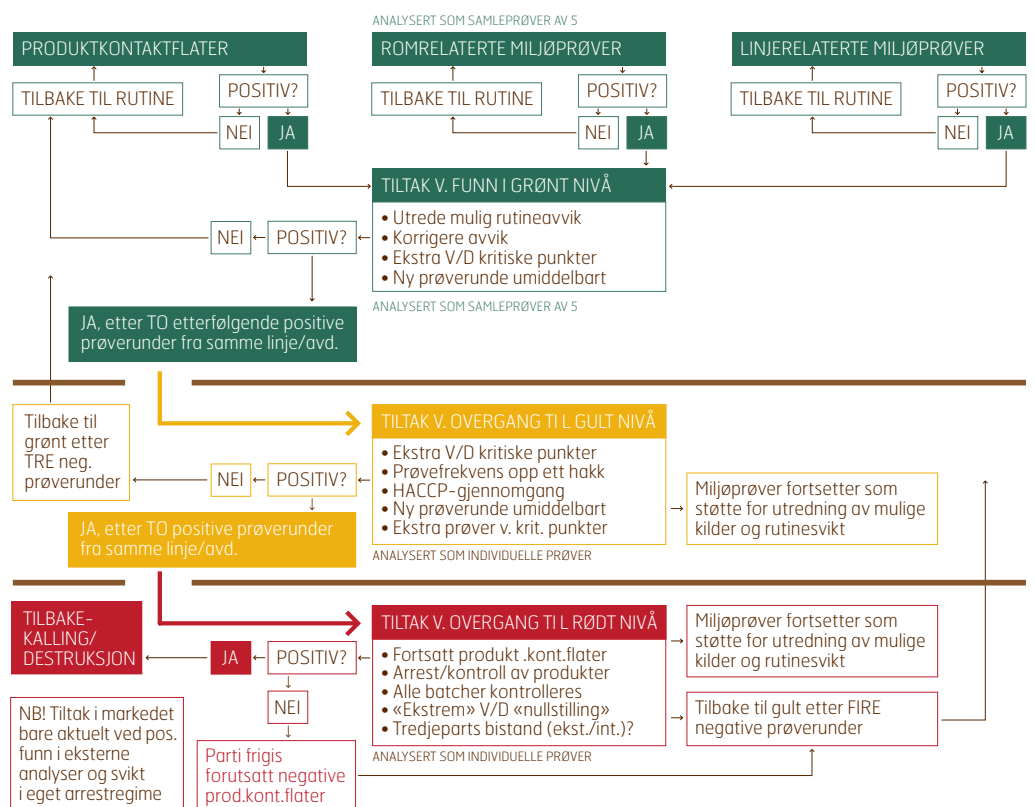 ANALYSERT SOM SAMLEPRØVER AV 5
PRODUKTKONTAKTFLATER
ROMRELATERTE MILJØPRØVER
LINJERELATERTE MILJØPRØVER
TILBAKE TIL RUTINE
POSITIV?
NEI
JA
TILBAKE TIL RUTINE
POSITIV?
NEI
JA
TILBAKE TIL RUTINE
POSITIV?
NEI
JA
TILTAK V. FUNN I GRØNT NIVÅ
• Utrede mulig rutineavvik
• Korrigere avvik
• Ekstra V/D kritiske punkter
• Ny prøverunde umiddelbart
NEI
POSITIV?
ANALYSERT SOM SAMLEPRØVER AV 5
JA, etter TO etterfølgende positive
prøverunder fra samme linje/avd.
Tilbake til
grønt etter
TRE neg.
prøverunder
TILTAK V. OVERGANG TI L GULT NIVÅ
• Ekstra V/D kritiske punkter
• Prøvefrekvens opp ett hakk
• HACCP-gjennomgang
• Ny prøverunde umiddelbart
• Ekstra prøver v. krit. punkter
NEI
POSITIV?
Miljøprøver fortsetter som
støtte for utredning av mulige
kilder og rutinesvikt
JA, etter TO positive prøverunder
fra samme linje/avd.
ANALYSERT SOM INDIVIDUELLE PRØVER
TILBAKE-
KALLING/
DESTRUKSJON
JA
POSITIV?
NEI
TILTAK V. OVERGANG TI L RØDT NIVÅ
• Fortsatt produkt .kont.flater
• Arrest/kontroll av produkter
• Alle batcher kontrolleres
• «Ekstrem» V/D «nullstilling»
• Tredjeparts bistand (ekst./int.)?
Miljøprøver fortsetter som
støtte for utredning av mulige
kilder og rutinesvikt
Tilbake til gult etter FIRE
negative prøverunder
ANALYSERT SOM INDIVIDUELLE PRØVER
NB! Tiltak i markedet
bare aktuelt ved pos.
funn i eksterne
analyser og svikt
i eget arrestregime
Parti frigis
forutsatt negative
prod.kont.flater